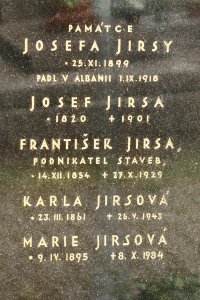 PAMÁTCE
JOSEFA JIRSY
* 25. XI. 1899
PADL V ALBANII 1. IX. 1918
JOSEF JIRSA
* 1820 + 1901
FRANTIŠEK JIRSA,
PODNIKATEL STAVEB,
* 14. XII. 1854 + 27. X. 1929
KARLA JIRSOVÁ
* 23. III. 1861 + 26. V. 1943
MARIE JIRSOVÁ
* 9. IV. 1895 + 8. X. 1984